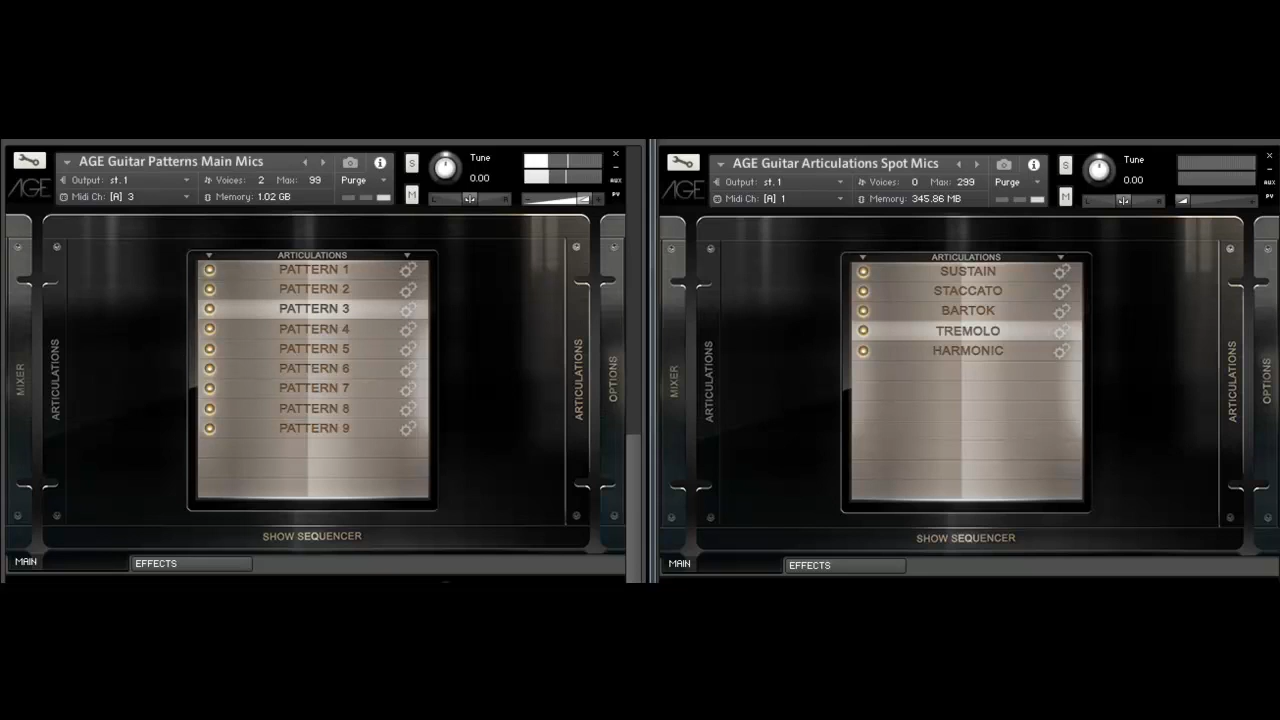 AGE Guitar Patterns Main Mics
Output: st.1 Voices: 2 Max: 99 Purge
Midi Ch: [A] 3 Memory: 1.02 GB
S
M
Tune
0.00
L R
AUX
PV
AGE
MIXER
ARTICULATIONS
ARTICULATIONS
PATTERN 1
PATTERN 2
PATTERN 3
PATTERN 4
PATTERN 5
PATTERN 6
PATTERN 7
PATTERN 8
PATTERN 9
ARTICULATIONS
OPTIONS
SHOW SEQUENCER
MAIN EFFECTS
AGE Guitar Articulations Spot Mics
Output: st.1 Voices: 0 Max: 299 Purge
Midi Ch: [A] 1 Memory: 345.86 MB
S
M
Tune
0.00
L R
AUX
PV
AGE
MIXER
ARTICULATIONS
ARTICULATIONS
SUSTAIN
STACCATO
BARTOK
TREMOLO
HARMONIC
ARTICULATIONS
OPTIONS
SHOW SEQUENCER
MAIN EFFECTS